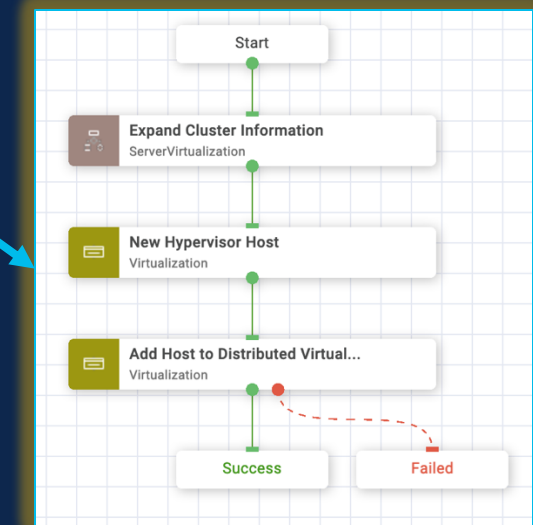 Start
Expand Cluster Information
ServerVirtualization
New Hypervisor Host
Virtualization
Add Host to Distributed Virtual...
Virtualization
Success
Failed